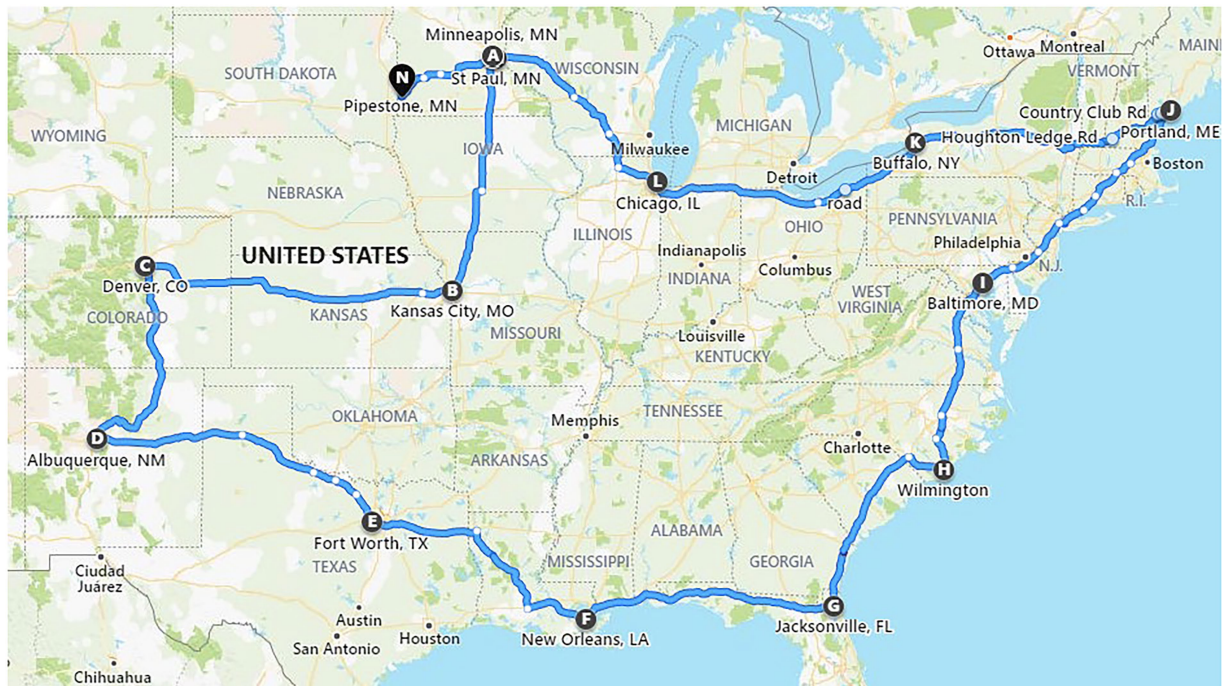 Minneapolis, MN
A
Ottawa
Montreal
MAINE
SOUTH DAKOTA
N
St Paul, MN
WISCONSIN
VERMONT
Pipestone, MN
Country Club Rd
J
WYOMING
MICHIGAN
K
Houghton Ledge Rd
Portland, ME
IOWA
Milwaukee
Buffalo, NY
Boston
Detroit
L
NEBRASKA
Chicago, IL
road
R.I.
OHIO
PENNSYLVANIA
ILLINOIS
Philadelphia
UNITED STATES
Indianapolis
N.J.
C
INDIANA
Columbus
Denver, CO
B
I
WEST
VIRGINIA
Baltimore, MD
COLORADO
KANSAS
Kansas City, MO
MISSOURI
Louisville
KENTUCKY
OKLAHOMA
TENNESSEE
Memphis
D
Charlotte
Albuquerque, NM
ARKANSAS
H
Wilmington
E
Fort Worth, TX
ALABAMA
TEXAS
MISSISSIPPI
GEORGIA
Ciudad
Juárez
G
Austin
F
Jacksonville, FL
Houston
New Orleans, LA
San Antonio
Chihuahua